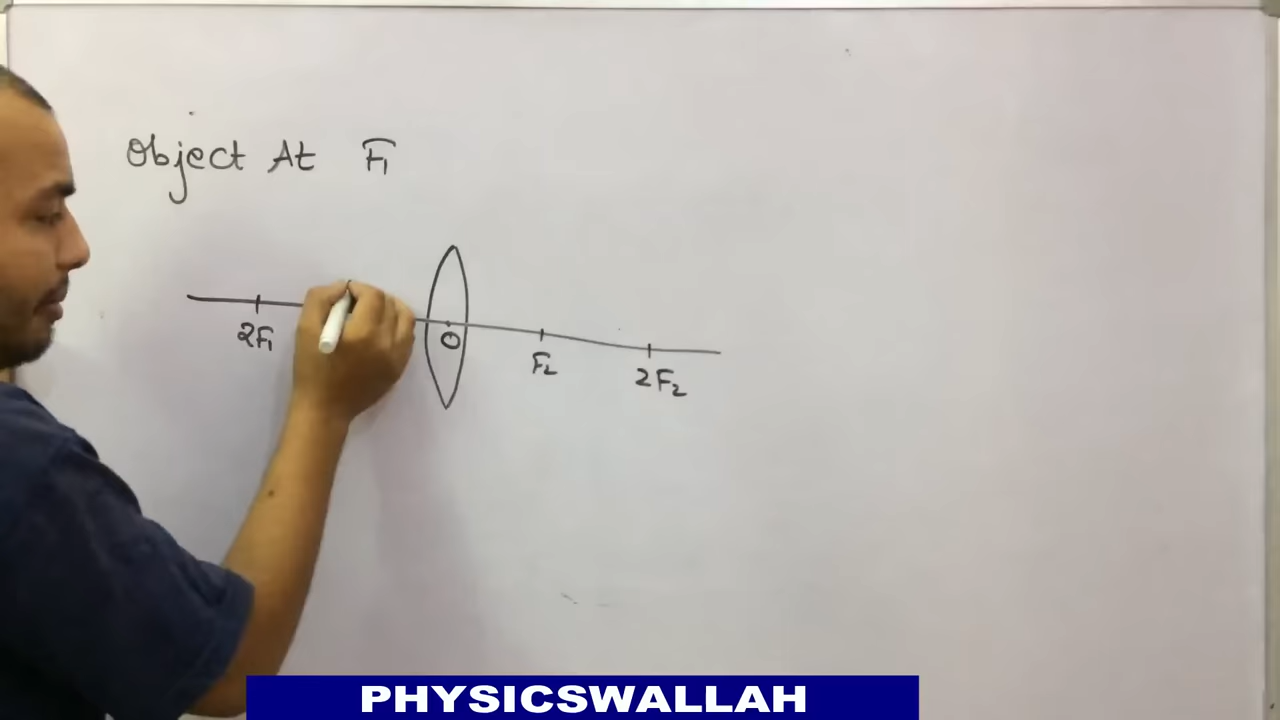 Object At F₁
2F₁ O F₂ 2F₂
PHYSICSWALLAH